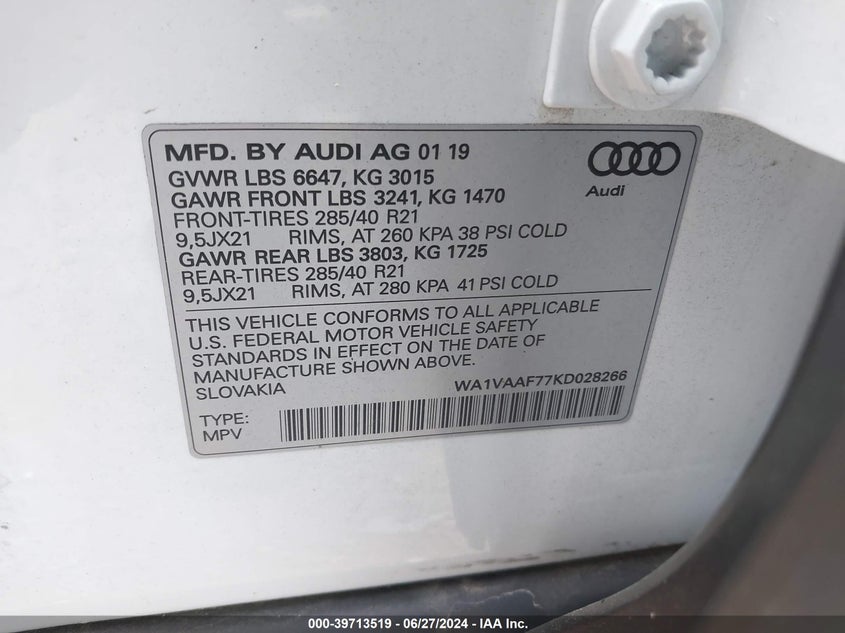 MFD. BY AUDI AG 01 19
GVWR LBS 6647, KG 3015
GAWR FRONT LBS 3241, KG 1470
FRONT-TIRES 285/40 R21
9,5JX21 RIMS, AT 260 KPA 38 PSI COLD
GAWR REAR LBS 3803, KG 1725
REAR-TIRES 285/40 R21
9,5JX21 RIMS, AT 280 KPA 41 PSI COLD
Audi
THIS VEHICLE CONFORMS TO ALL APPLICABLE
U.S. FEDERAL MOTOR VEHICLE SAFETY
STANDARDS IN EFFECT ON THE DATE OF
MANUFACTURE SHOWN ABOVE.
SLOVAKIA WA1VAAF77KD028266
TYPE:
MPV
000-39713519 / 06/27/2024 - IAA Inc.